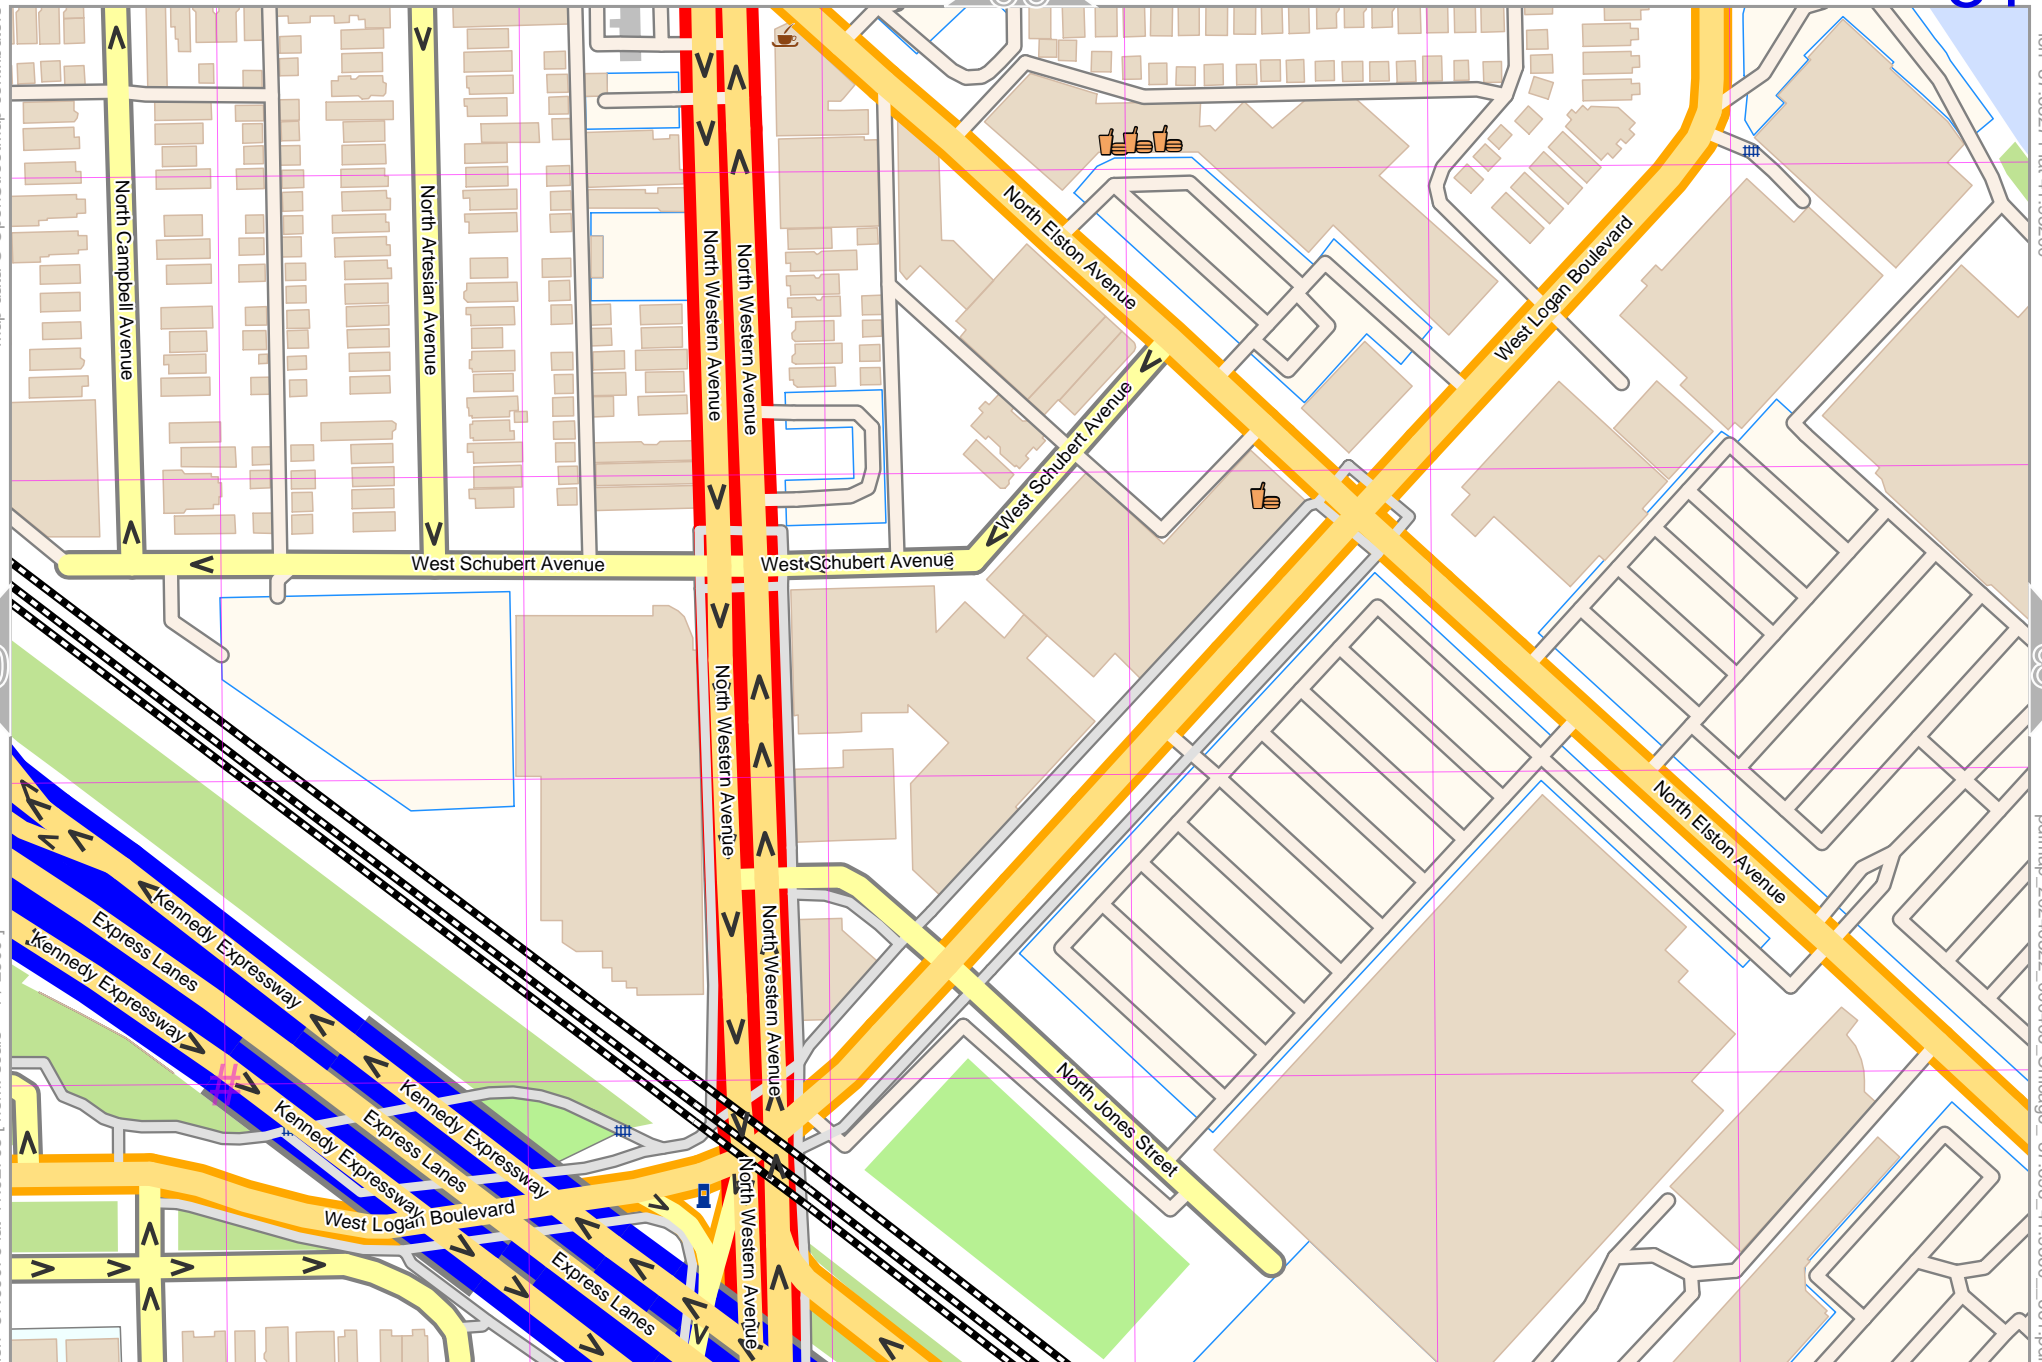 North Campbell Avenue
North Artesian Avenue
North Western Avenue
North Western Avenue
North Elston Avenue
West Logan Boulevard
West Schubert Avenue
West Schubert Avenue
West Schubert Avenue
North Western Avenue
North Elston Avenue
Kennedy Expressway
Express Lanes
Kennedy Expressway
North Western Avenue
North Jones Street
Kennedy Expressway
Express Lanes
Kennedy Expressway
West Logan Boulevard
North Western Avenue
Express Lanes